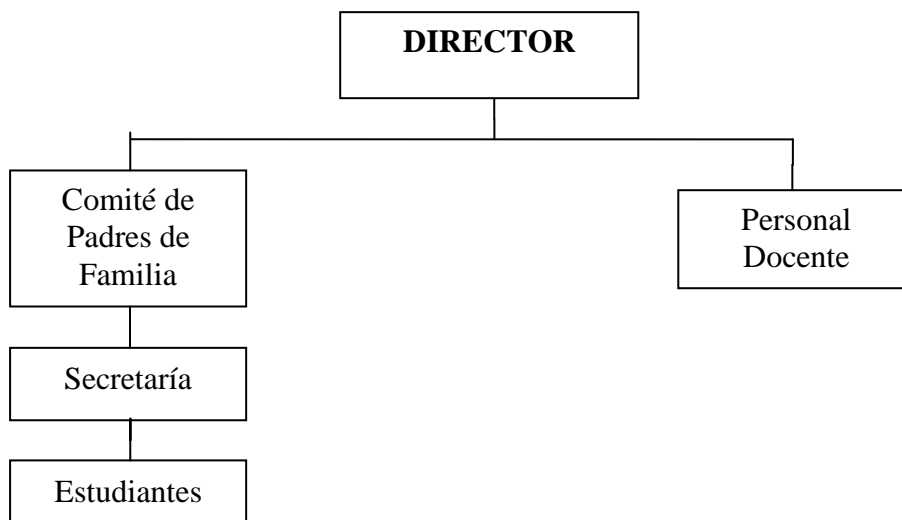 DIRECTOR
Comité de
Padres de
Familia
Personal
Docente
Secretaría
Estudiantes